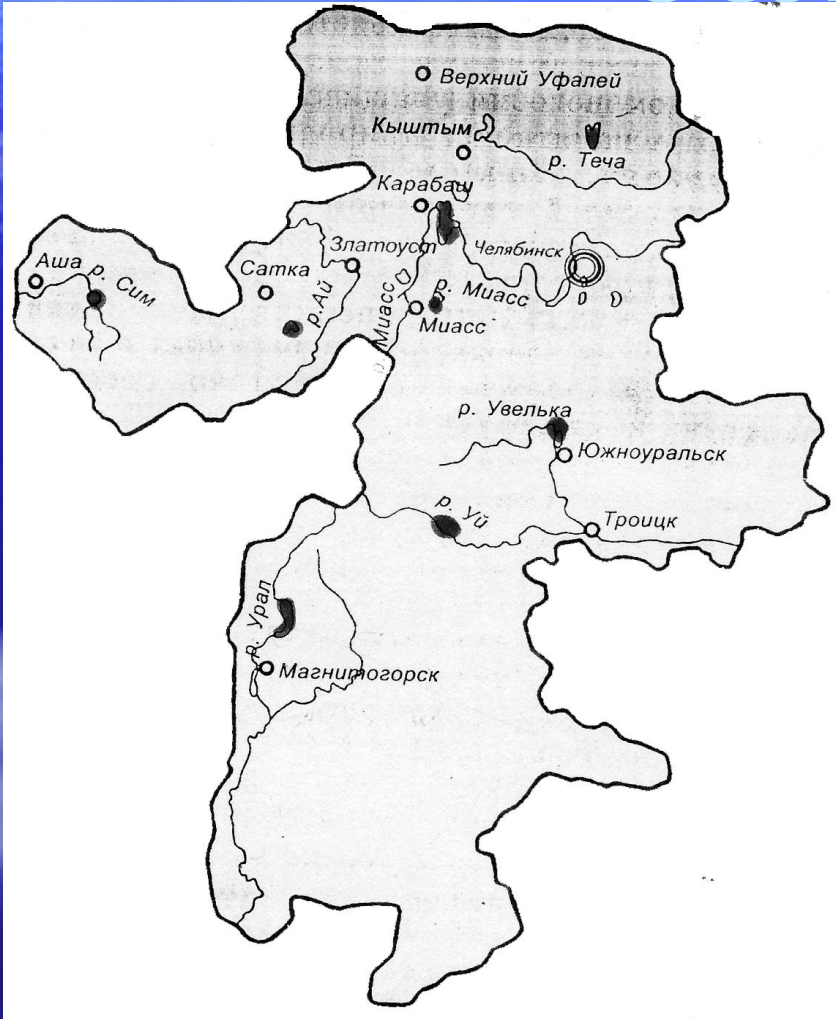 Верхний Уфалей
Кыштым
р. Теча
Карабаш
Златоуст
Челябинск
Аша
р. Сим
Сатка
р. Ай
р. Миасс
р. Миасс
Миасс
р. Увелька
Южноуральск
р. Уй
Троицк
р. Урал
Магнитогорск